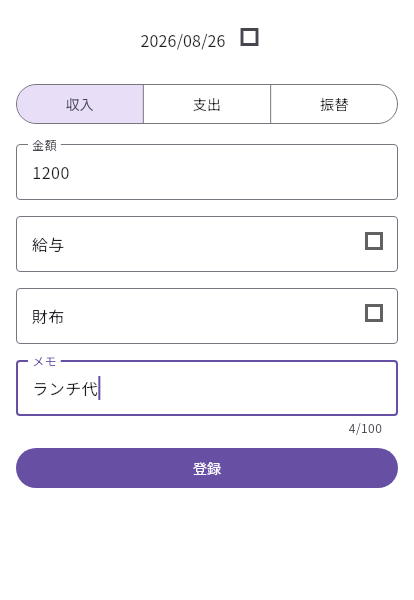 2026/08/26
収入 支出 振替
金額
1200
給与
財布
メモ
ランチ代
4/100
登録